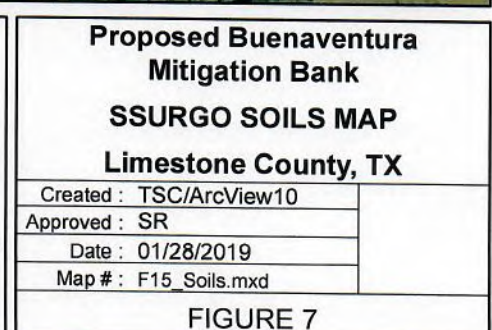 Proposed Buenaventura
Mitigation Bank
SSURGO SOILS MAP
Limestone County, TX
Created : TSC/ArcView10
Approved : SR
Date : 01/28/2019
Map # : F15_Soils.mxd
FIGURE 7